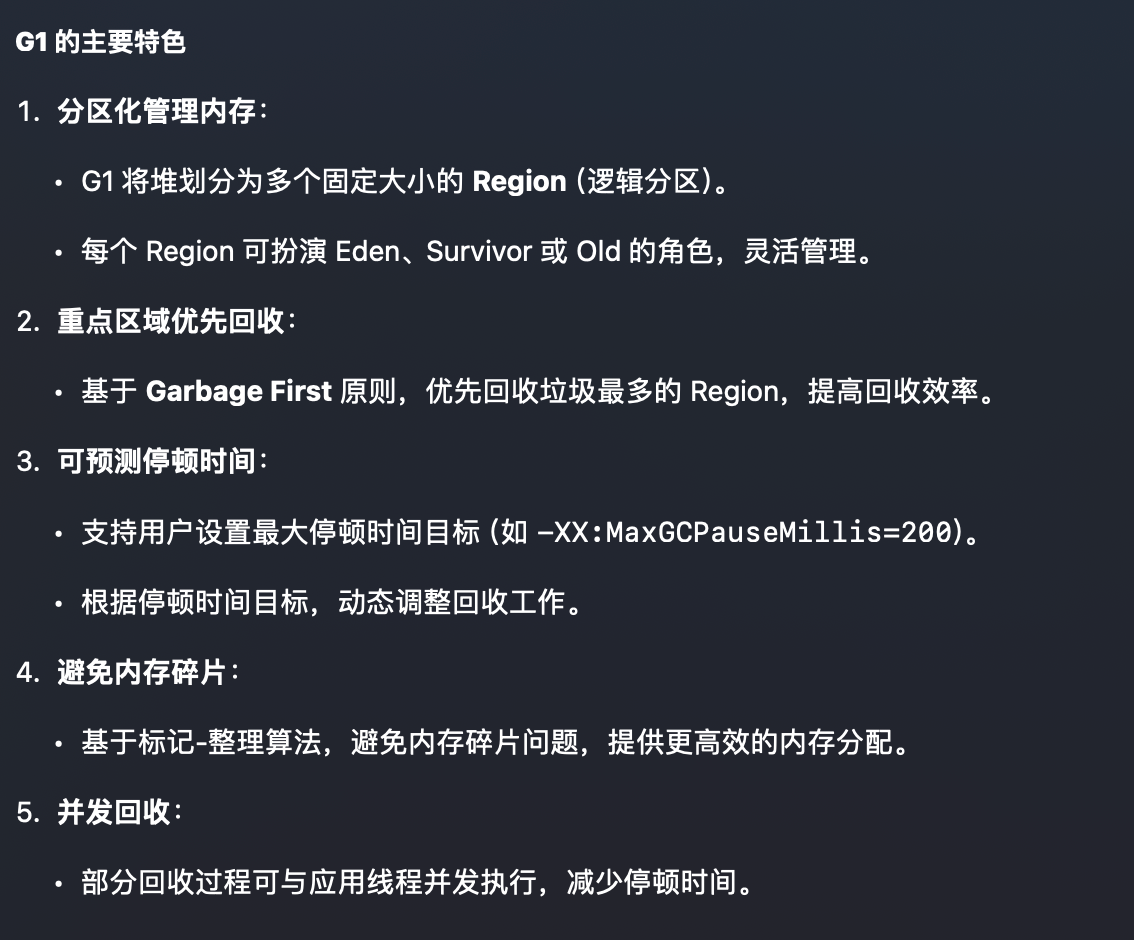 G1 的主要特色
1. 分区化管理内存：
• G1 将堆划分为多个固定大小的 Region（逻辑分区）。
• 每个 Region 可扮演 Eden、Survivor 或 Old 的角色，灵活管理。
2. 重点区域优先回收：
• 基于 Garbage First 原则，优先回收垃圾最多的 Region，提高回收效率。
3. 可预测停顿时间：
• 支持用户设置最大停顿时间目标（如 -XX:MaxGCPauseMillis=200）。
• 根据停顿时间目标，动态调整回收工作。
4. 避免内存碎片：
• 基于标记-整理算法，避免内存碎片问题，提供更高效的内存分配。
5. 并发回收：
• 部分回收过程可与应用线程并发执行，减少停顿时间。